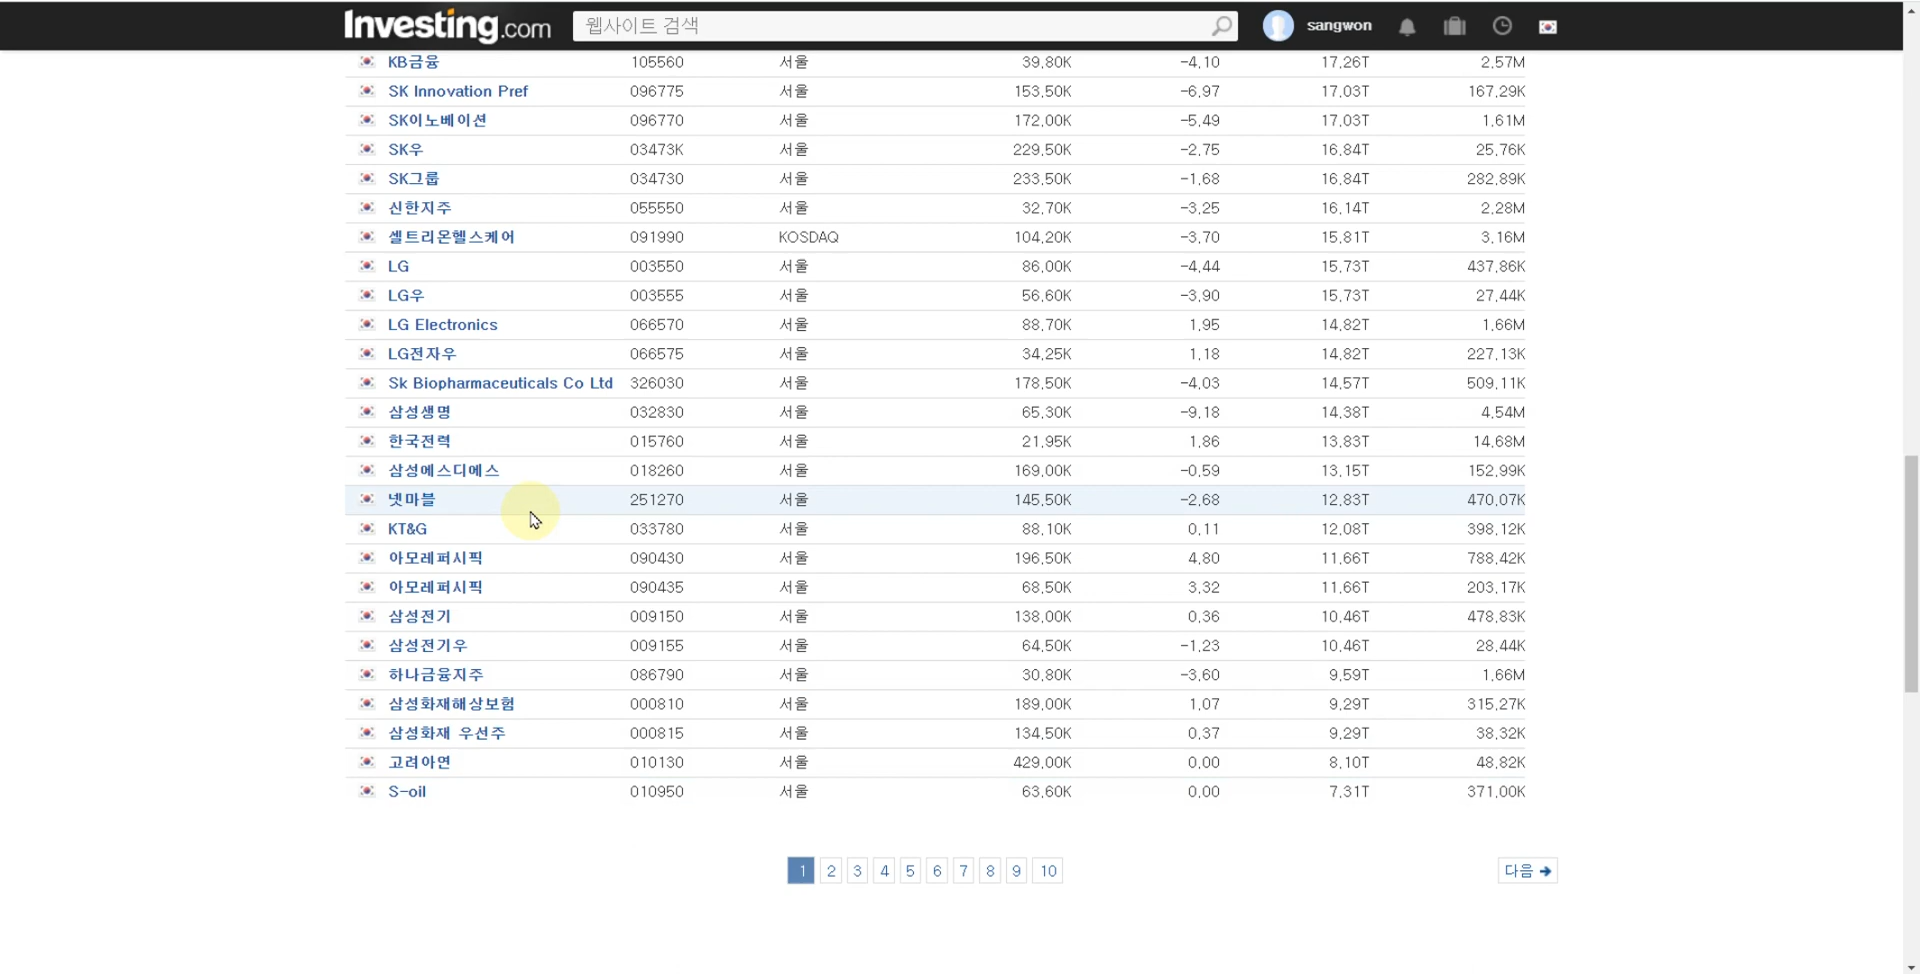 Investing.com 웹사이트 검색 sangwon
KB금융 105560 서울 39,80K -4,10 17,26T 2,57M
SK Innovation Pref 096775 서울 153,50K -6,97 17,03T 167,29K
SK이노베이션 096770 서울 172,00K -5,49 17,03T 1,61M
SK우 03473K 서울 229,50K -2,75 16,84T 25,76K
SK그룹 034730 서울 233,50K -1,68 16,84T 282,89K
신한지주 055550 서울 32,70K -3,25 16,14T 2,28M
셀트리온헬스케어 091990 KOSDAQ 104,20K -3,70 15,81T 3,16M
LG 003550 서울 86,00K -4,44 15,73T 437,86K
LG우 003555 서울 56,60K -3,90 15,73T 27,44K
LG Electronics 066570 서울 88,70K 1,95 14,82T 1,66M
LG전자우 066575 서울 34,25K 1,18 14,82T 227,13K
Sk Biopharmaceuticals Co Ltd 326030 서울 178,50K -4,03 14,57T 509,11K
삼성생명 032830 서울 65,30K -9,18 14,38T 4,54M
한국전력 015760 서울 21,95K 1,86 13,83T 14,68M
삼성에스디에스 018260 서울 169,00K -0,59 13,15T 152,99K
넷마블 251270 서울 145,50K -2,68 12,83T 470,07K
KT&G 033780 서울 88,10K 0,11 12,08T 398,12K
아모레퍼시픽 090430 서울 196,50K 4,80 11,66T 788,42K
아모레퍼시픽 090435 서울 68,50K 3,32 11,66T 203,17K
삼성전기 009150 서울 138,00K 0,36 10,46T 478,83K
삼성전기우 009155 서울 64,50K -1,23 10,46T 28,44K
하나금융지주 086790 서울 30,80K -3,60 9,59T 1,66M
삼성화재해상보험 000810 서울 189,00K 1,07 9,29T 315,27K
삼성화재 우선주 000815 서울 134,50K 0,37 9,29T 38,32K
고려아연 010130 서울 429,00K 0,00 8,10T 48,82K
S-oil 010950 서울 63,60K 0,00 7,31T 371,00K
1 2 3 4 5 6 7 8 9 10 다음